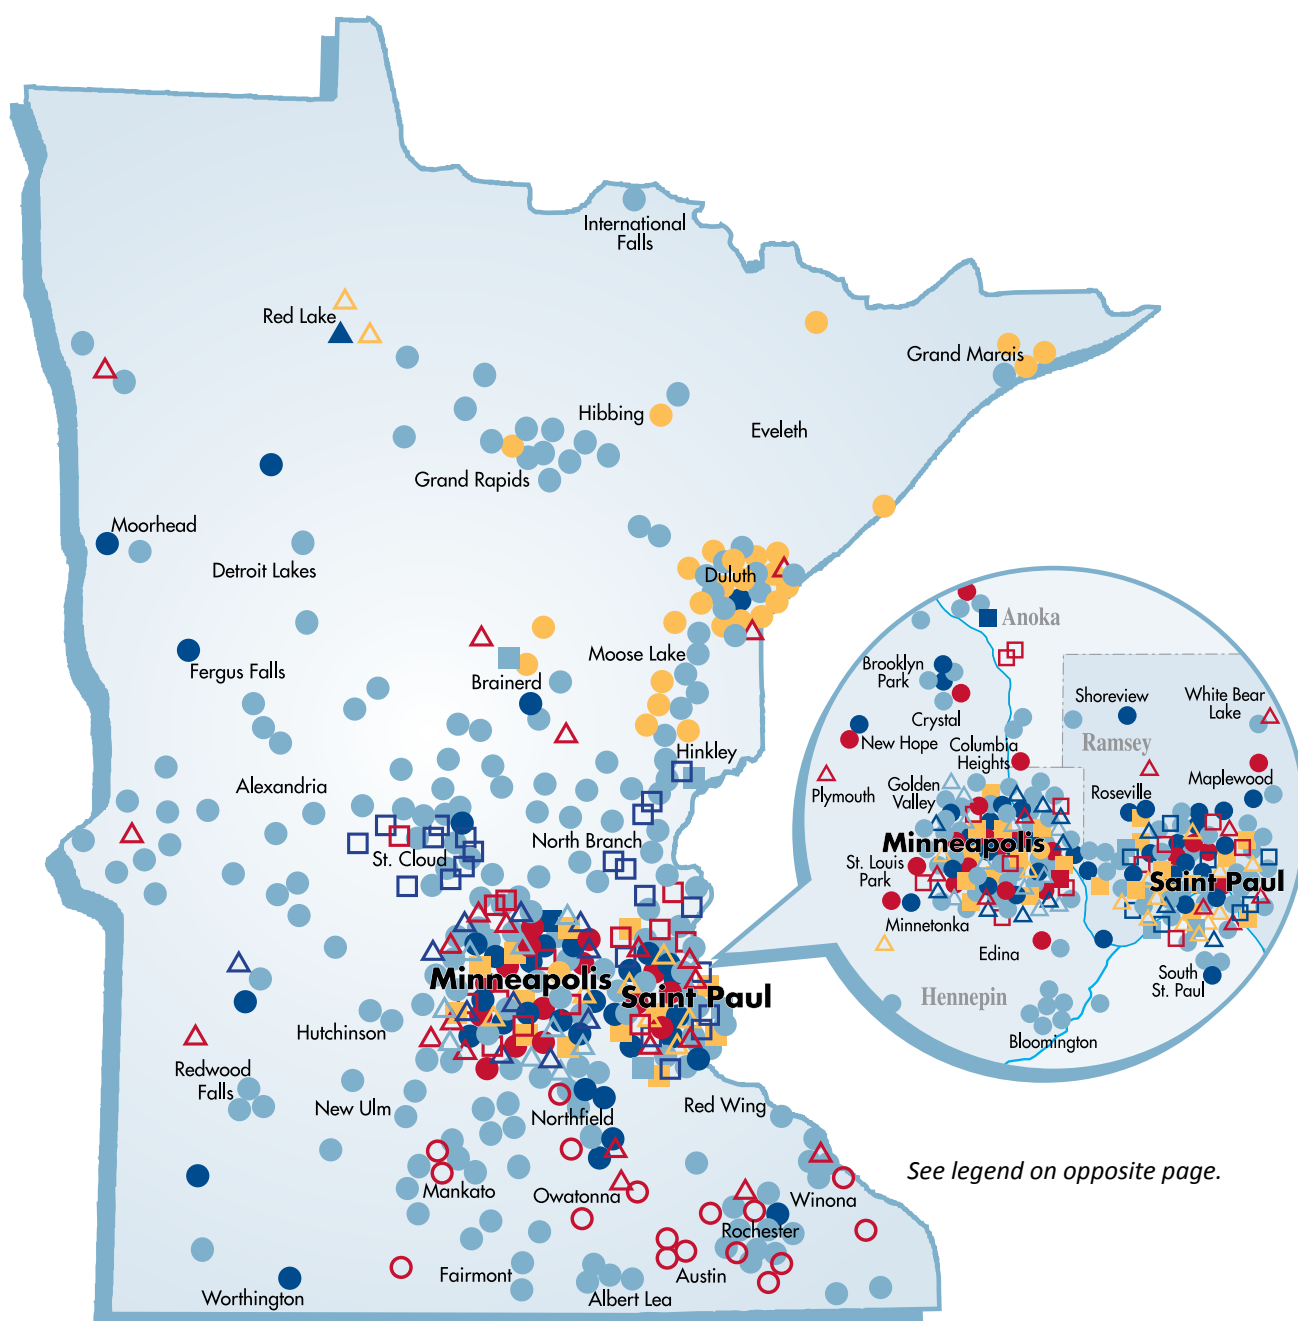 International
Falls
Red Lake
Grand Marais
Hibbing
Eveleth
Grand Rapids
Moorhead
Detroit Lakes
Duluth
Moose Lake
Fergus Falls
Brainerd
Hinkley
Alexandria
North Branch
St. Cloud
Minneapolis
Saint Paul
Hutchinson
Redwood
Falls
New Ulm
Northfield
Red Wing
Mankato
Owatonna
Winona
Rochester
Fairmont
Austin
Worthington
Albert Lea
Anoka
Brooklyn
Park
Shoreview
White Bear
Lake
Crystal
New Hope
Columbia
Heights
Ramsey
Plymouth
Golden
Valley
Roseville
Maplewood
Minneapolis
St. Louis
Park
Saint Paul
Minnetonka
Edina
South
St. Paul
Hennepin
Bloomington
See legend on opposite page.